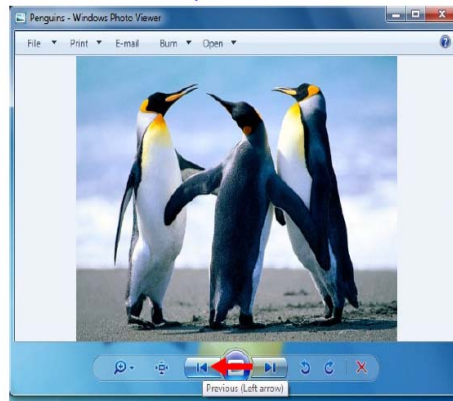 Penguins - Windows Photo Viewer
File Print E-mail Burn Open
Previous (Left arrow)